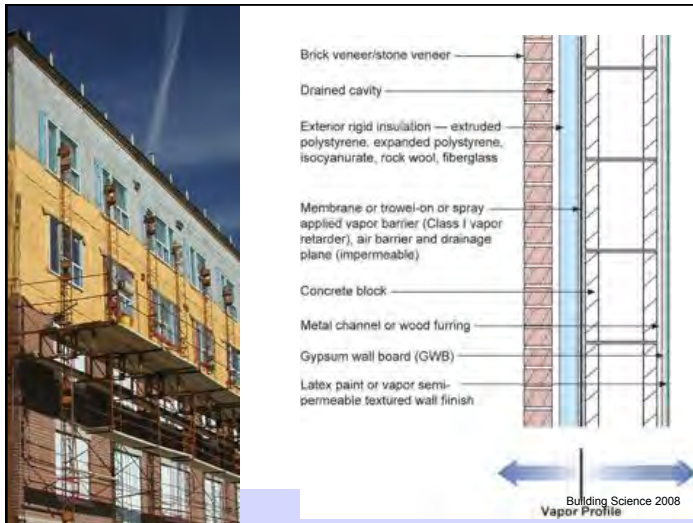 Brick veneer/stone veneer
Drained cavity
Exterior rigid insulation — extruded
polystyrene, expanded polystyrene,
isocyanurate, rock wool, fiberglass
Membrane or trowel-on or spray
applied vapor barrier (Class I vapor
retarder), air barrier and drainage
plane (impermeable)
Concrete block
Metal channel or wood furring
Gypsum wall board (GWB)
Latex paint or vapor semi-
permeable textured wall fiinish
Building Science 2008
Vapor Profile